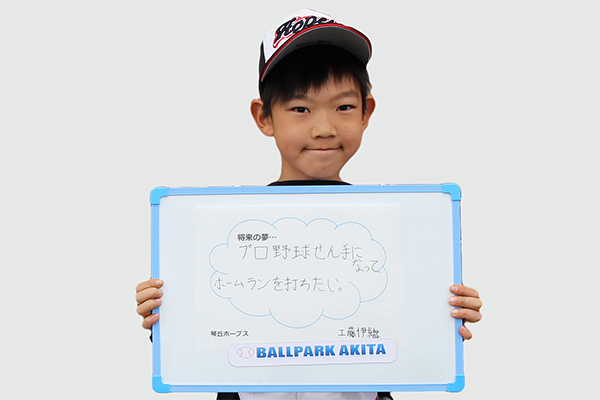 将来の夢…
プロ野球せん手に
なって、
ホームランを打ちたい。
琴丘ホープス
工藤伊織
BALLPARK AKITA